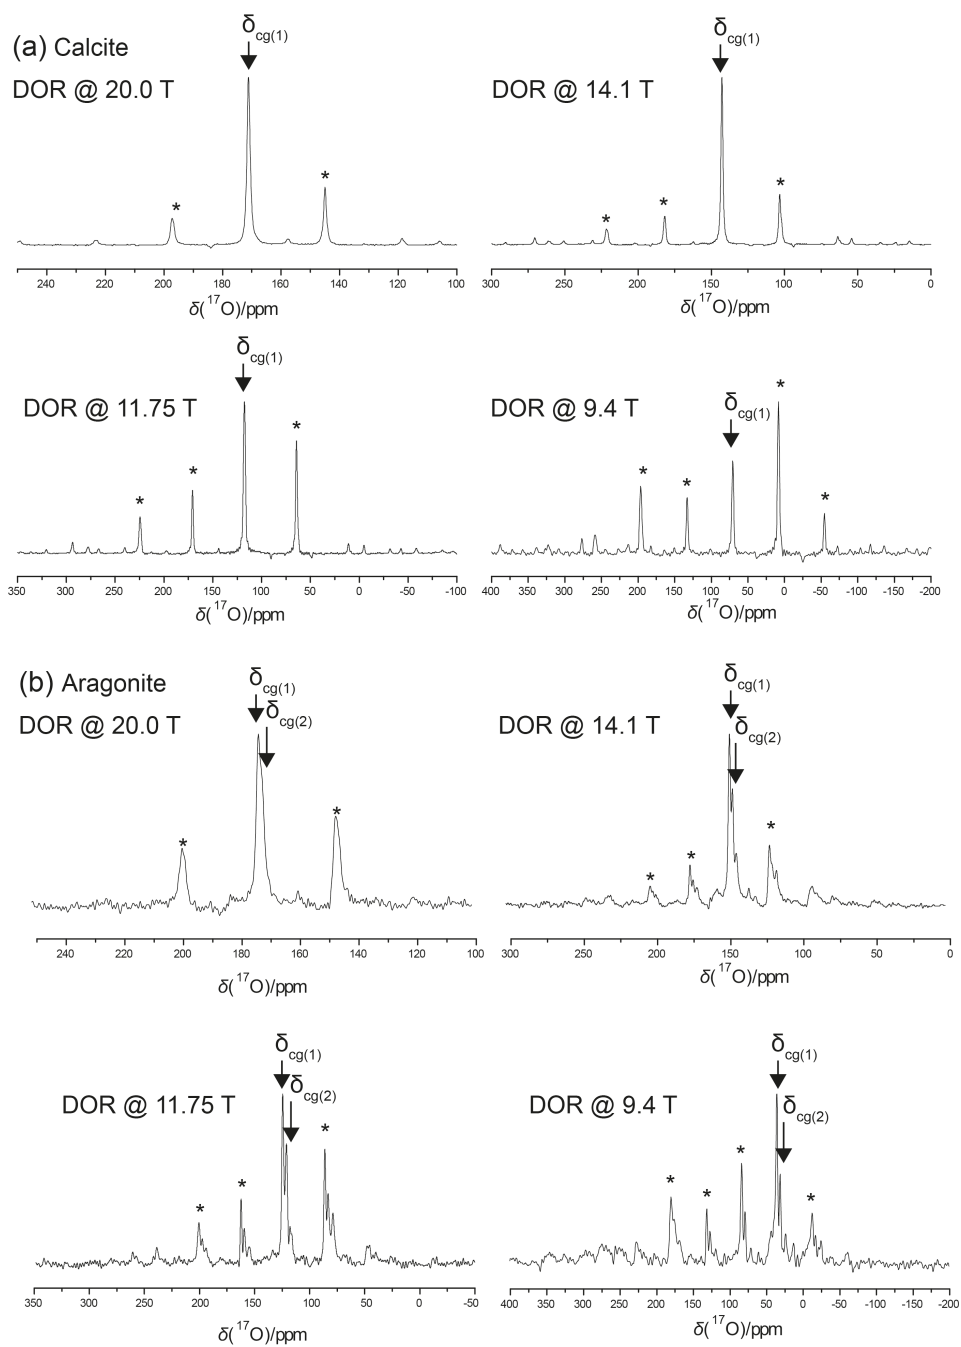 (a) Calcite
δcg(1)
DOR @ 20.0 T
*
*
240 220 200 180 160 140 120 100
δ(¹⁷O)/ppm
δcg(1)
DOR @ 14.1 T
*
*
*
300 250 200 150 100 50 0
δ(¹⁷O)/ppm
δcg(1)
DOR @ 11.75 T
*
*
*
350 300 250 200 150 100 50 0 -50 -100
δ(¹⁷O)/ppm
δcg(1)
DOR @ 9.4 T
*
*
*
*
400 350 300 250 200 150 100 50 0 -50 -100 -150 -200
δ(¹⁷O)/ppm
(b) Aragonite
δcg(1)
δcg(2)
DOR @ 20.0 T
*
*
240 220 200 180 160 140 120 100
δ(¹⁷O)/ppm
δcg(1)
δcg(2)
DOR @ 14.1 T
*
*
*
300 250 200 150 100 50 0
δ(¹⁷O)/ppm
δcg(1)
δcg(2)
DOR @ 11.75 T
*
*
*
350 300 250 200 150 100 50 0 -50
δ(¹⁷O)/ppm
δcg(1)
δcg(2)
DOR @ 9.4 T
*
*
*
*
400 350 300 250 200 150 100 50 0 -50 -100 -150 -200
δ(¹⁷O)/ppm